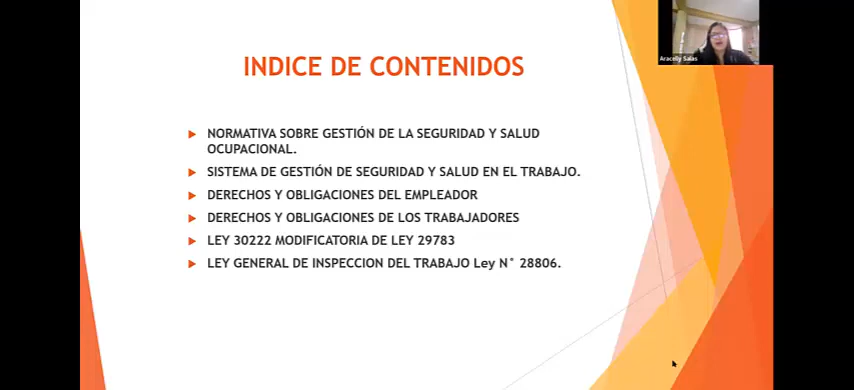 INDICE DE CONTENIDOS
Aracelly Salas
NORMATIVA SOBRE GESTIÓN DE LA SEGURIDAD Y SALUD
OCUPACIONAL.
SISTEMA DE GESTIÓN DE SEGURIDAD Y SALUD EN EL TRABAJO.
DERECHOS Y OBLIGACIONES DEL EMPLEADOR
DERECHOS Y OBLIGACIONES DE LOS TRABAJADORES
LEY 30222 MODIFICATORIA DE LEY 29783
LEY GENERAL DE INSPECCION DEL TRABAJO Ley N° 28806.